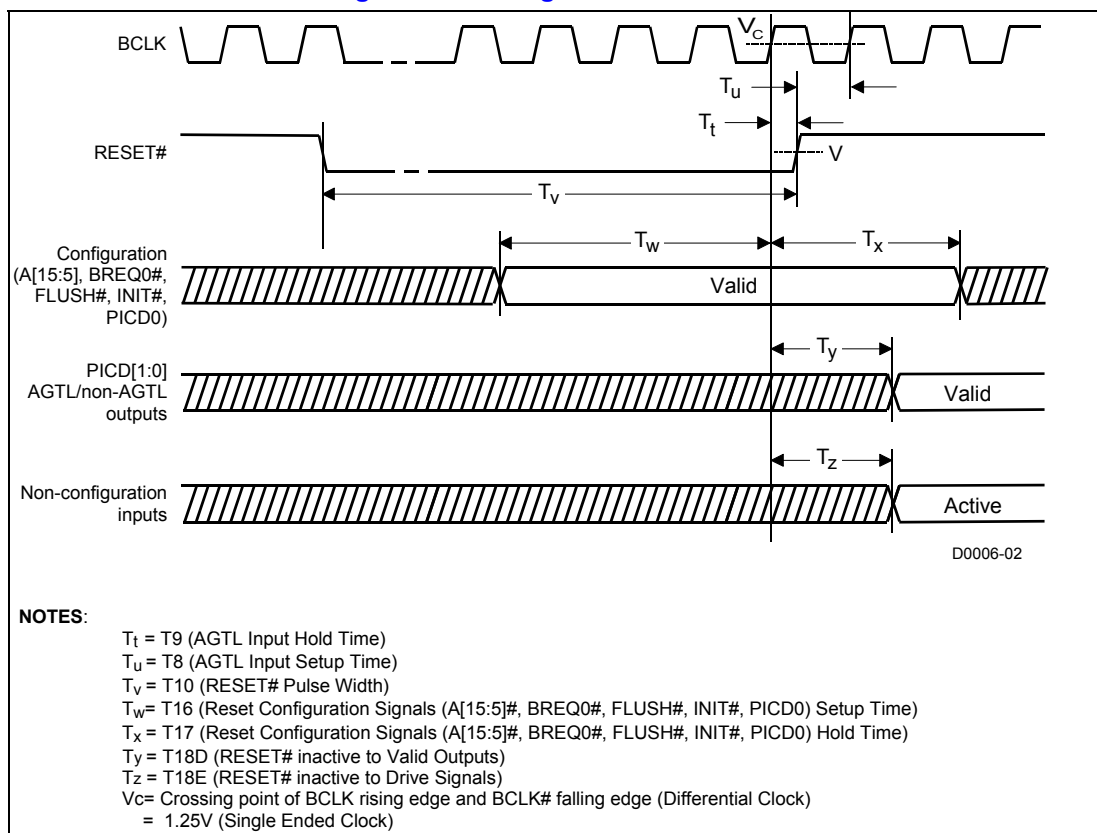 BCLK
V_C
T_u
T_t
RESET#
V
T_v
T_w
T_x
Configuration
(A[15:5], BREQ0#,
FLUSH#, INIT#,
PICD0)
Valid
T_y
PICD[1:0]
AGTL/non-AGTL
outputs
Valid
T_z
Non-configuration
inputs
Active
D0006-02
NOTES:
T_t = T9 (AGTL Input Hold Time)
T_u = T8 (AGTL Input Setup Time)
T_v = T10 (RESET# Pulse Width)
T_w= T16 (Reset Configuration Signals (A[15:5]#, BREQ0#, FLUSH#, INIT#, PICD0) Setup Time)
T_x = T17 (Reset Configuration Signals (A[15:5]#, BREQ0#, FLUSH#, INIT#, PICD0) Hold Time)
Ty = T18D (RESET# inactive to Valid Outputs)
Tz = T18E (RESET# inactive to Drive Signals)
Vc= Crossing point of BCLK rising edge and BCLK# falling edge (Differential Clock)
= 1.25V (Single Ended Clock)